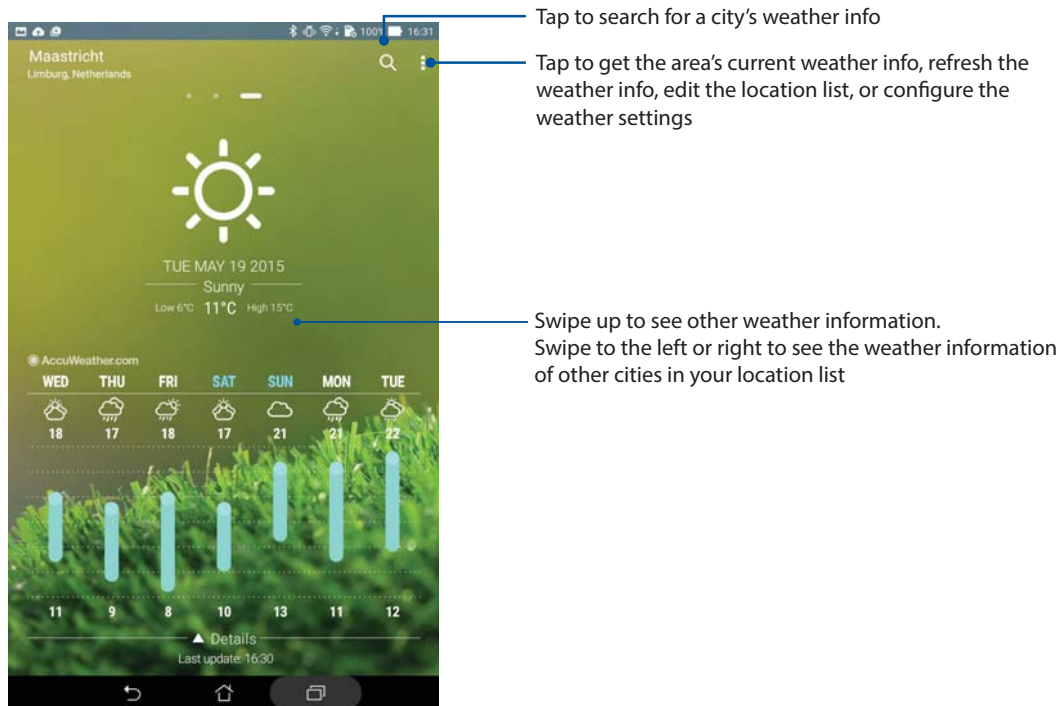 Tap to search for a city's weather info
100% 16:31
Maastricht
Limburg, Netherlands
Tap to get the area's current weather info, refresh the
weather info, edit the location list, or configure the
weather settings
TUE MAY 19 2015
Sunny
Low 6°C 11°C High 15°C
Swipe up to see other weather information.
Swipe to the left or right to see the weather information
of other cities in your location list
AccuWeather.com
WED THU FRI SAT SUN MON TUE
18 17 18 17 21 21 22
11 9 8 10 13 11 12
Details
Last update: 16:30